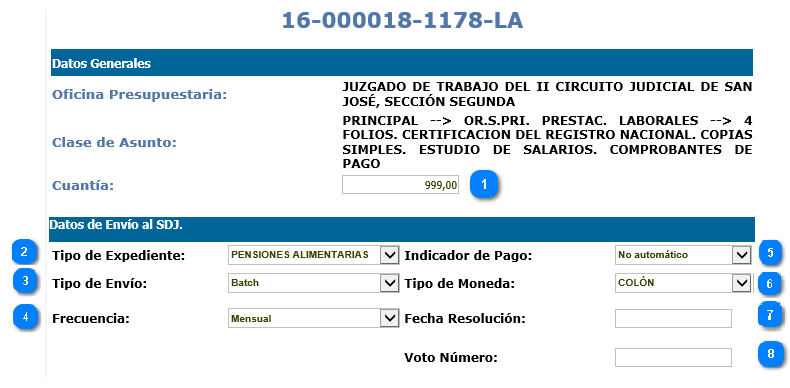 16-000018-1178-LA
Datos Generales
Oficina Presupuestaria:
JUZGADO DE TRABAJO DEL II CIRCUITO JUDICIAL DE SAN
JOSÉ, SECCIÓN SEGUNDA
Clase de Asunto:
PRINCIPAL --> OR.S.PRI. PRESTAC. LABORALES --> 4
FOLIOS. CERTIFICACION DEL REGISTRO NACIONAL. COPIAS
SIMPLES. ESTUDIO DE SALARIOS. COMPROBANTES DE
PAGO
Cuantía: 999,00 1
Datos de Envío al SDJ.
2 Tipo de Expediente: PENSIONES ALIMENTARIAS Indicador de Pago: No automático 5
3 Tipo de Envío: Batch Tipo de Moneda: COLÓN 6
4 Frecuencia: Mensual Fecha Resolución: 7
Voto Número: 8